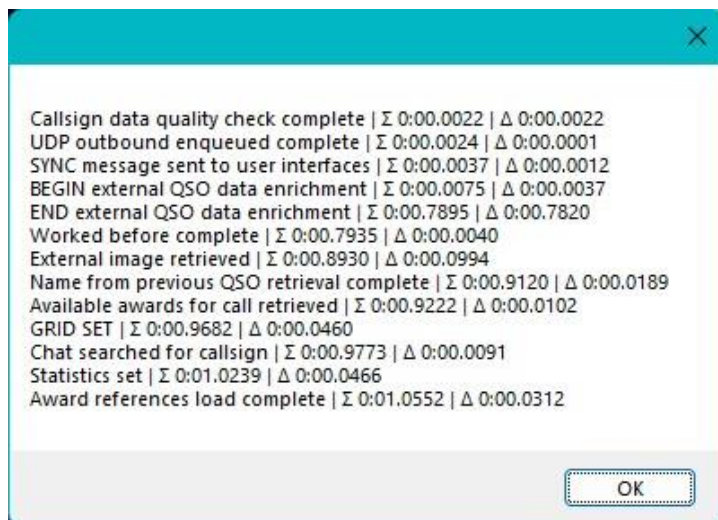 Callsign data quality check complete | Σ 0:00.0022 | Δ 0:00.0022
UDP outbound enqueued complete | Σ 0:00.0024 | Δ 0:00.0001
SYNC message sent to user interfaces | Σ 0:00.0037 | Δ 0:00.0012
BEGIN external QSO data enrichment | Σ 0:00.0075 | Δ 0:00.0037
END external QSO data enrichment | Σ 0:00.7895 | Δ 0:00.7820
Worked before complete | Σ 0:00.7935 | Δ 0:00.0040
External image retrieved | Σ 0:00.8930 | Δ 0:00.0994
Name from previous QSO retrieval complete | Σ 0:00.9120 | Δ 0:00.0189
Available awards for call retrieved | Σ 0:00.9222 | Δ 0:00.0102
GRID SET | Σ 0:00.9682 | Δ 0:00.0460
Chat searched for callsign | Σ 0:00.9773 | Δ 0:00.0091
Statistics set | Σ 0:01.0239 | Δ 0:00.0466
Award references load complete | Σ 0:01.0552 | Δ 0:00.0312
OK